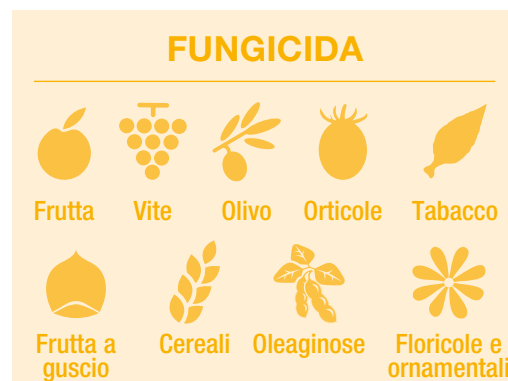 FUNGICIDA
Frutta Vite Olivo Orticole Tabacco
Frutta a guscio Cereali Oleaginose Floricole e ornamentali